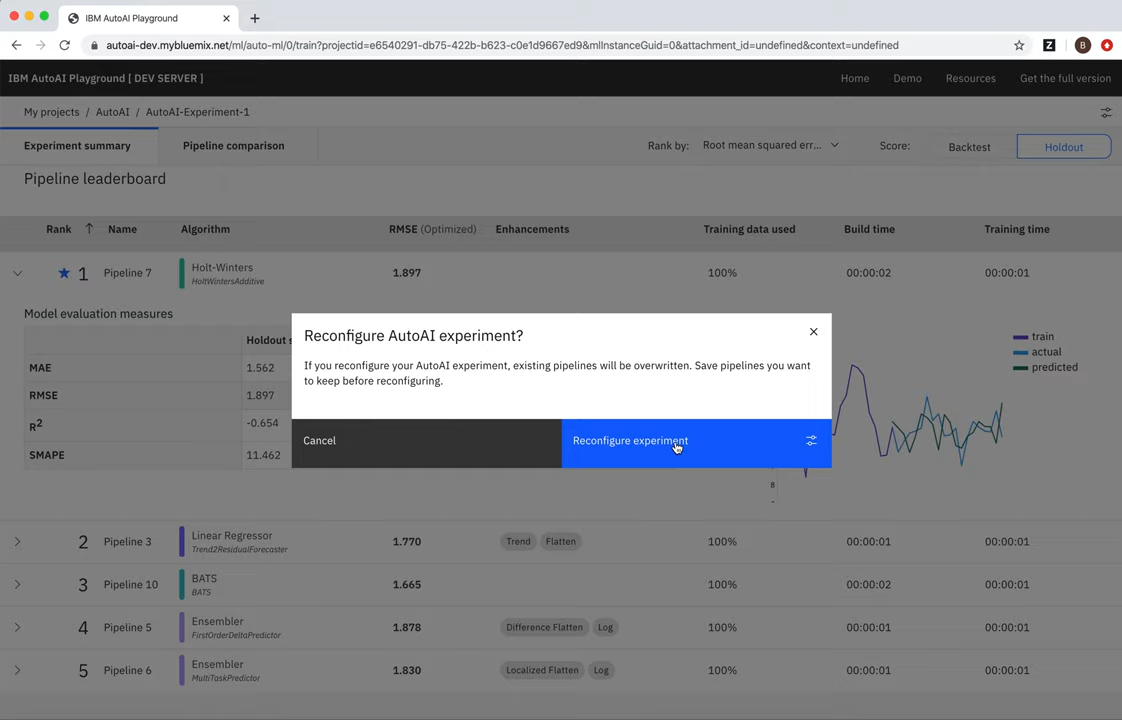 IBM AutoAI Playground
autoai-dev.mybluemix.net/ml/auto-ml/0/train?projectid=e6540291-db75-422b-b623-c0e1d9667ed9&mlInstanceGuid=0&attachment_id=undefined&context=undefined
Z
B
IBM AutoAI Playground [ DEV SERVER ]
Home Demo Resources Get the full version
My projects / AutoAI / AutoAI-Experiment-1
Experiment summary Pipeline comparison Rank by: Root mean squared err... Score: Backtest Holdout
Pipeline leaderboard
Rank Name Algorithm RMSE (Optimized) Enhancements Training data used Build time Training time
1 Pipeline 7 Holt-Winters 1.897 100% 00:00:02 00:00:01
HoltWintersAdditive
Model evaluation measures
Holdout s
MAE 1.562
RMSE 1.897
R2 -0.654
SMAPE 11.462
train
actual
predicted
8
Reconfigure AutoAI experiment?
If you reconfigure your AutoAI experiment, existing pipelines will be overwritten. Save pipelines you want
to keep before reconfiguring.
Cancel Reconfigure experiment
2 Pipeline 3 Linear Regressor 1.770 Trend Flatten 100% 00:00:01 00:00:01
Trend2ResidualForecaster
3 Pipeline 10 BATS 1.665 100% 00:00:02 00:00:01
BATS
4 Pipeline 5 Ensembler 1.878 Difference Flatten Log 100% 00:00:01 00:00:01
FirstOrderDeltaPredictor
5 Pipeline 6 Ensembler 1.830 Localized Flatten Log 100% 00:00:01 00:00:01
MultiTaskPredictor